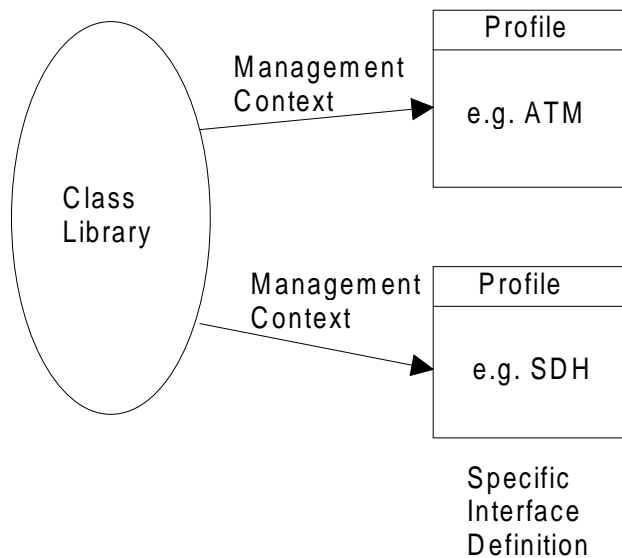 Profile
Management
Context
e.g. ATM
Class
Library
Management
Context
Profile
e.g. SDH
Specific
Interface
Definition